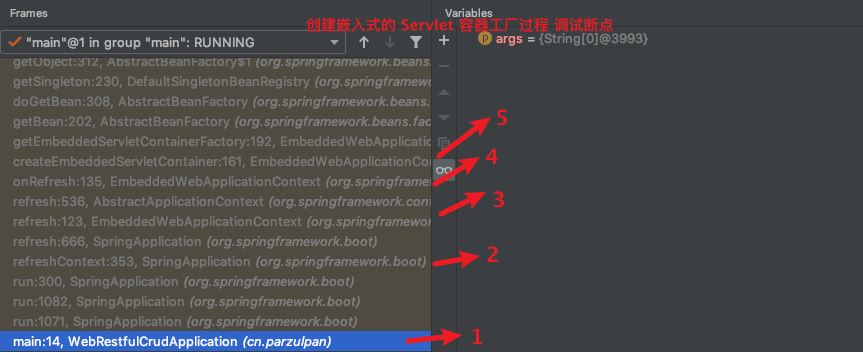 Frames
Variables
创建嵌入式的 Servlet 容器工厂过程 调试断点
"main"@1 in group "main": RUNNING
args = {String[0]@3993}
getObject:312, AbstractBeanFactory$1 (org.springframework.beans.
getSingleton:230, DefaultSingletonBeanRegistry (org.springframework
doGetBean:308, AbstractBeanFactory (org.springframework.beans.
getBean:202, AbstractBeanFactory (org.springframework.beans.fac
getEmbeddedServletContainerFactory:192, EmbeddedWebApplicat
createEmbeddedServletContainer:161, EmbeddedWebApplicationCon
onRefresh:135, EmbeddedWebApplicationContext (org.springframe
refresh:536, AbstractApplicationContext (org.springframework.cont
refresh:123, EmbeddedWebApplicationContext (org.springframewor
refresh:666, SpringApplication (org.springframework.boot)
refreshContext:353, SpringApplication (org.springframework.boot)
run:300, SpringApplication (org.springframework.boot)
run:1082, SpringApplication (org.springframework.boot)
run:1071, SpringApplication (org.springframework.boot)
main:14, WebRestfulCrudApplication (cn.parzulpan)
5
4
3
2
1